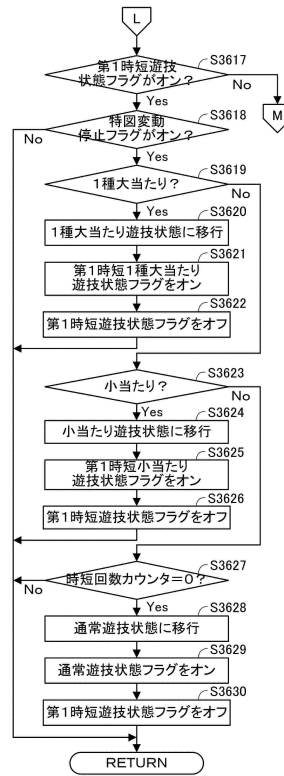 L
第1時短遊技
状態フラグがオン?
S3617
No
M
Yes
特図変動
停止フラグがオン?
S3618
No
Yes
1種大当たり?
S3619
No
Yes
1種大当たり遊技状態に移行
S3620
第1時短1種大当たり
遊技状態フラグをオン
S3621
第1時短遊技状態フラグをオフ
S3622
小当たり?
S3623
No
Yes
小当たり遊技状態に移行
S3624
第1時短小当たり
遊技状態フラグをオン
S3625
第1時短遊技状態フラグをオフ
S3626
時短回数カウンタ=0?
S3627
No
Yes
通常遊技状態に移行
S3628
通常遊技状態フラグをオン
S3629
第1時短遊技状態フラグをオフ
S3630
RETURN